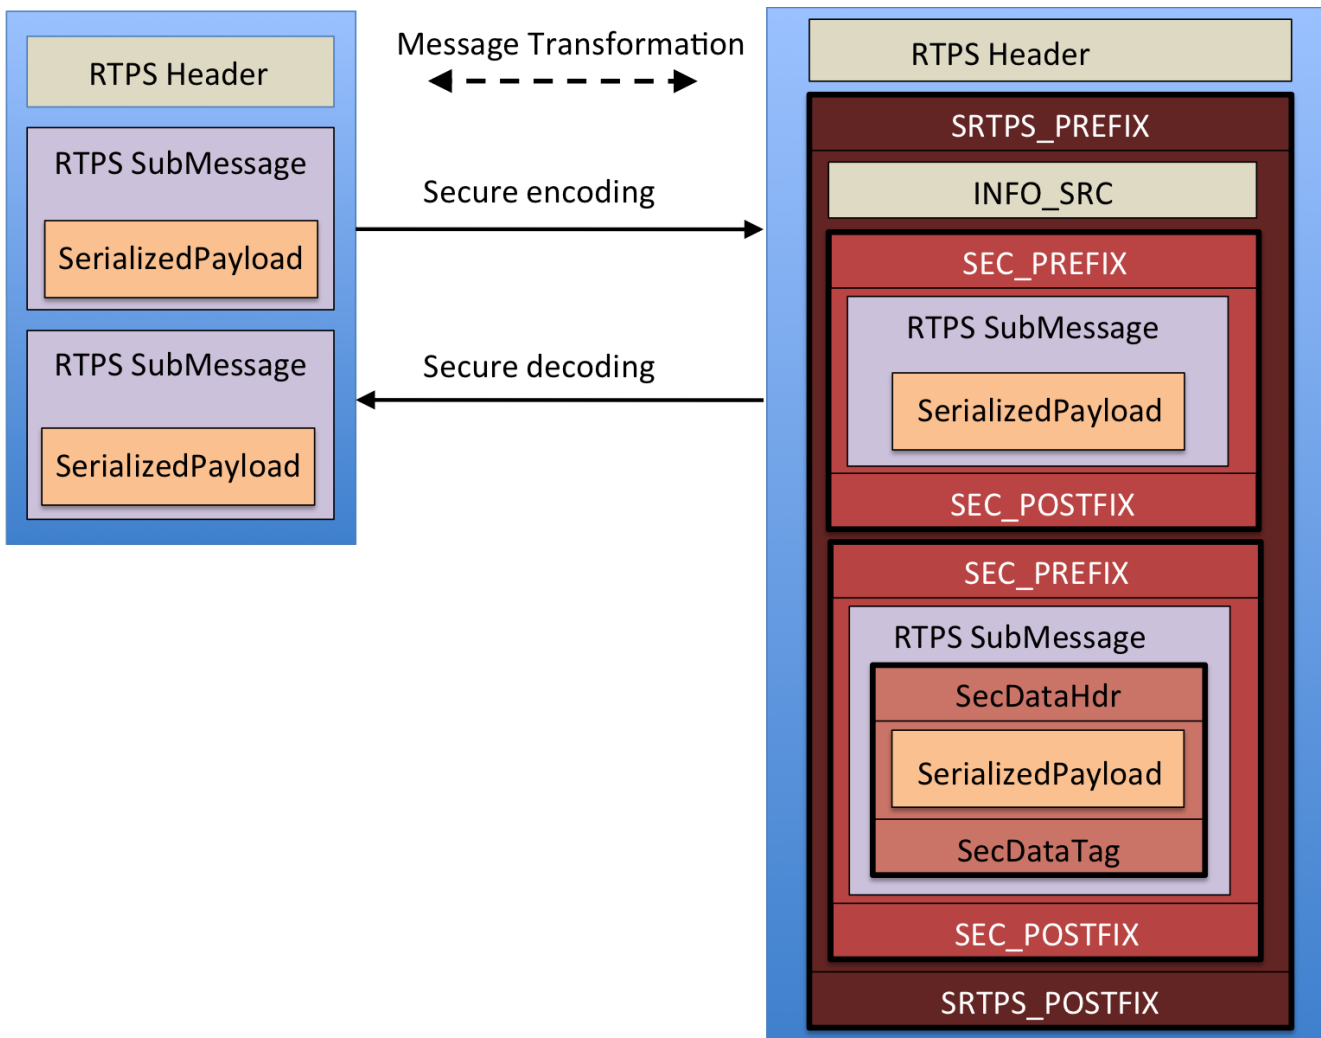 RTPS Header
RTPS SubMessage
SerializedPayload
RTPS SubMessage
SerializedPayload
Message Transformation
Secure encoding
Secure decoding
RTPS Header
SRTPS_PREFIX
INFO_SRC
SEC_PREFIX
RTPS SubMessage
SerializedPayload
SEC_POSTFIX
SEC_PREFIX
RTPS SubMessage
SecDataHdr
SerializedPayload
SecDataTag
SEC_POSTFIX
SRTPS_POSTFIX